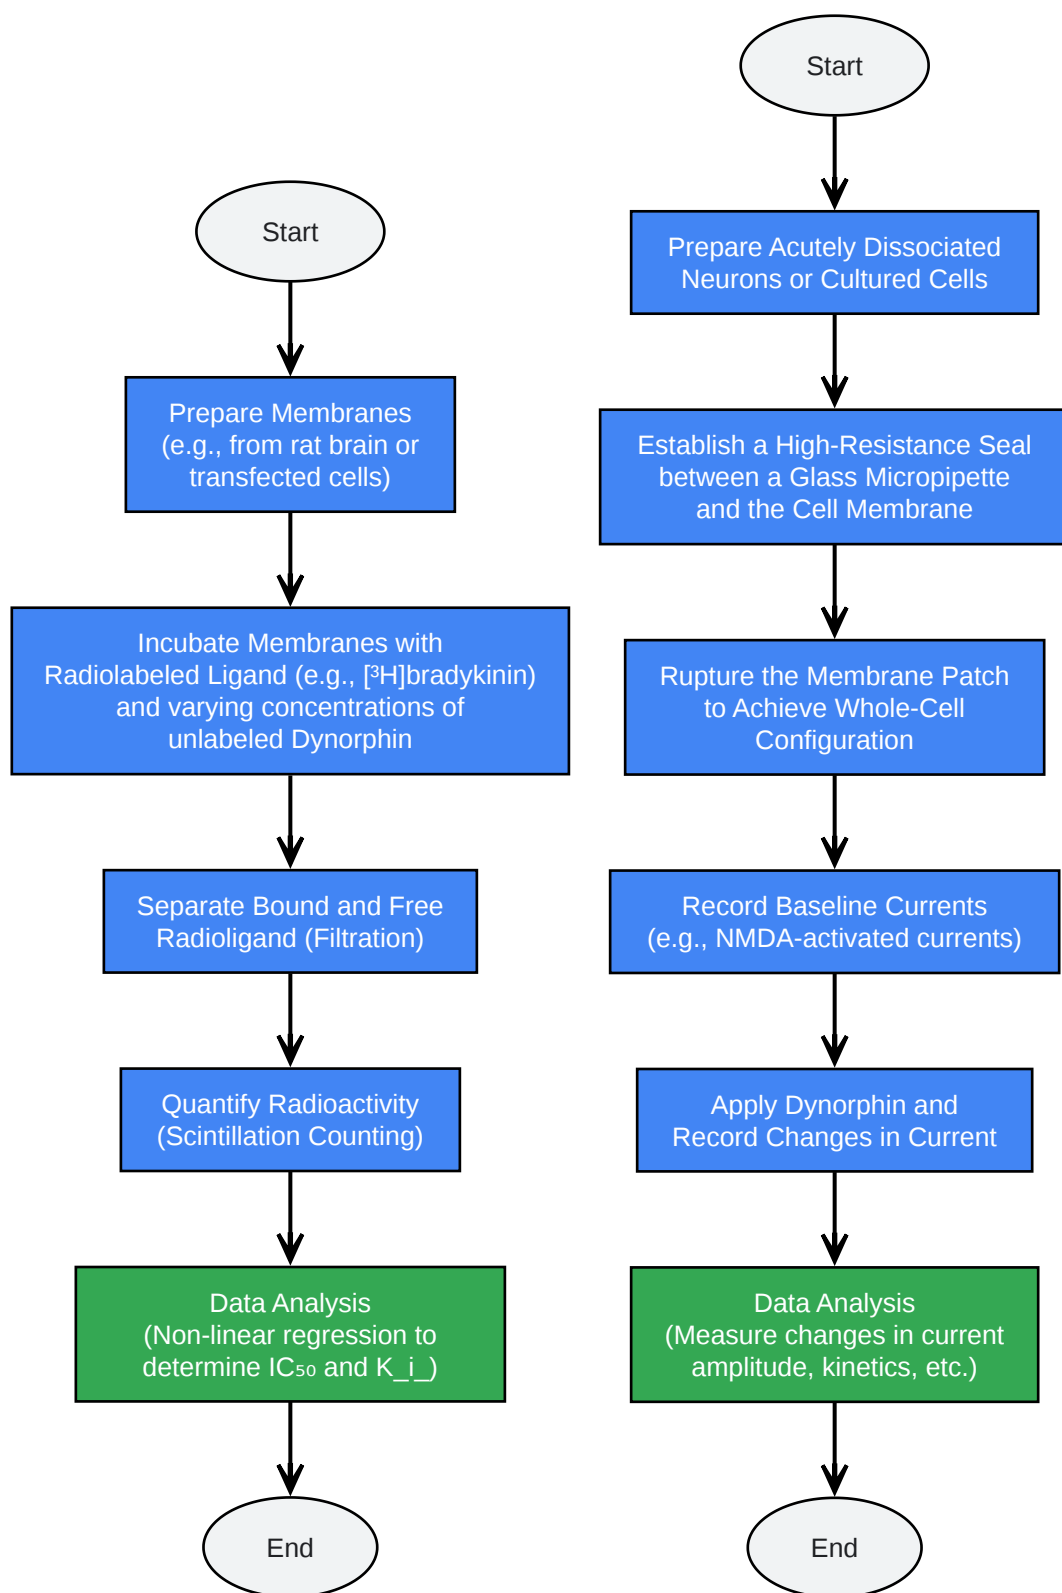 Start
Prepare Membranes
(e.g., from rat brain or
transfected cells)
Incubate Membranes with
Radiolabeled Ligand (e.g., [³H]bradykinin)
and varying concentrations of
unlabeled Dynorphin
Separate Bound and Free
Radioligand (Filtration)
Quantify Radioactivity
(Scintillation Counting)
Data Analysis
(Non-linear regression to
determine IC₅₀ and K_i_)
End
Start
Prepare Acutely Dissociated
Neurons or Cultured Cells
Establish a High-Resistance Seal
between a Glass Micropipette
and the Cell Membrane
Rupture the Membrane Patch
to Achieve Whole-Cell
Configuration
Record Baseline Currents
(e.g., NMDA-activated currents)
Apply Dynorphin and
Record Changes in Current
Data Analysis
(Measure changes in current
amplitude, kinetics, etc.)
End